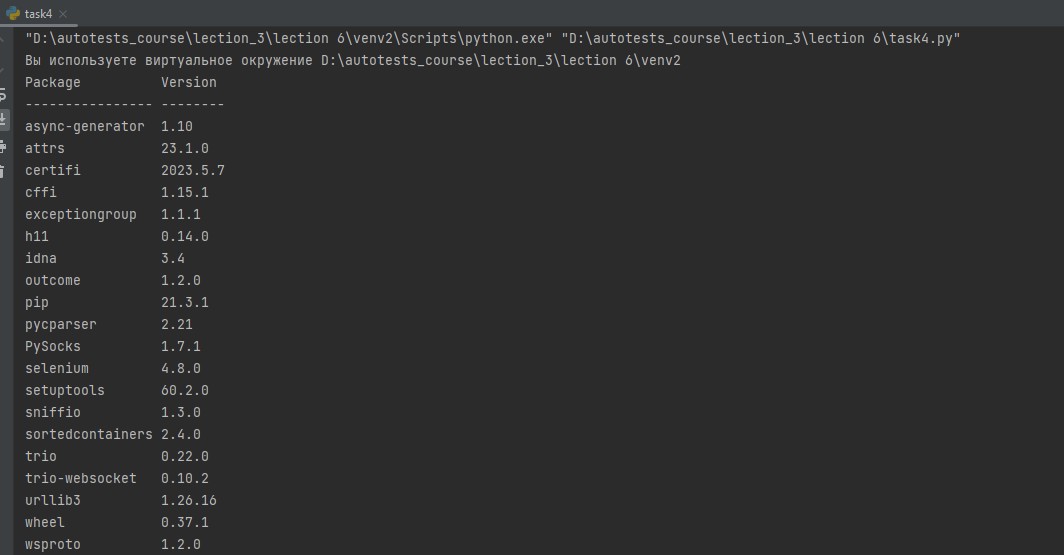 task4
"D:\autotests_course\lection_3\lection 6\venv2\Scripts\python.exe" "D:\autotests_course\lection_3\lection 6\task4.py"
Вы используете виртуальное окружение D:\autotests_course\lection_3\lection 6\venv2
Package          Version
---------------- --------
async-generator  1.10
attrs            23.1.0
certifi          2023.5.7
cffi             1.15.1
exceptiongroup   1.1.1
h11              0.14.0
idna             3.4
outcome          1.2.0
pip              21.3.1
pycparser        2.21
PySocks          1.7.1
selenium         4.8.0
setuptools       60.2.0
sniffio          1.3.0
sortedcontainers 2.4.0
trio             0.22.0
trio-websocket   0.10.2
urllib3          1.26.16
wheel            0.37.1
wsproto          1.2.0